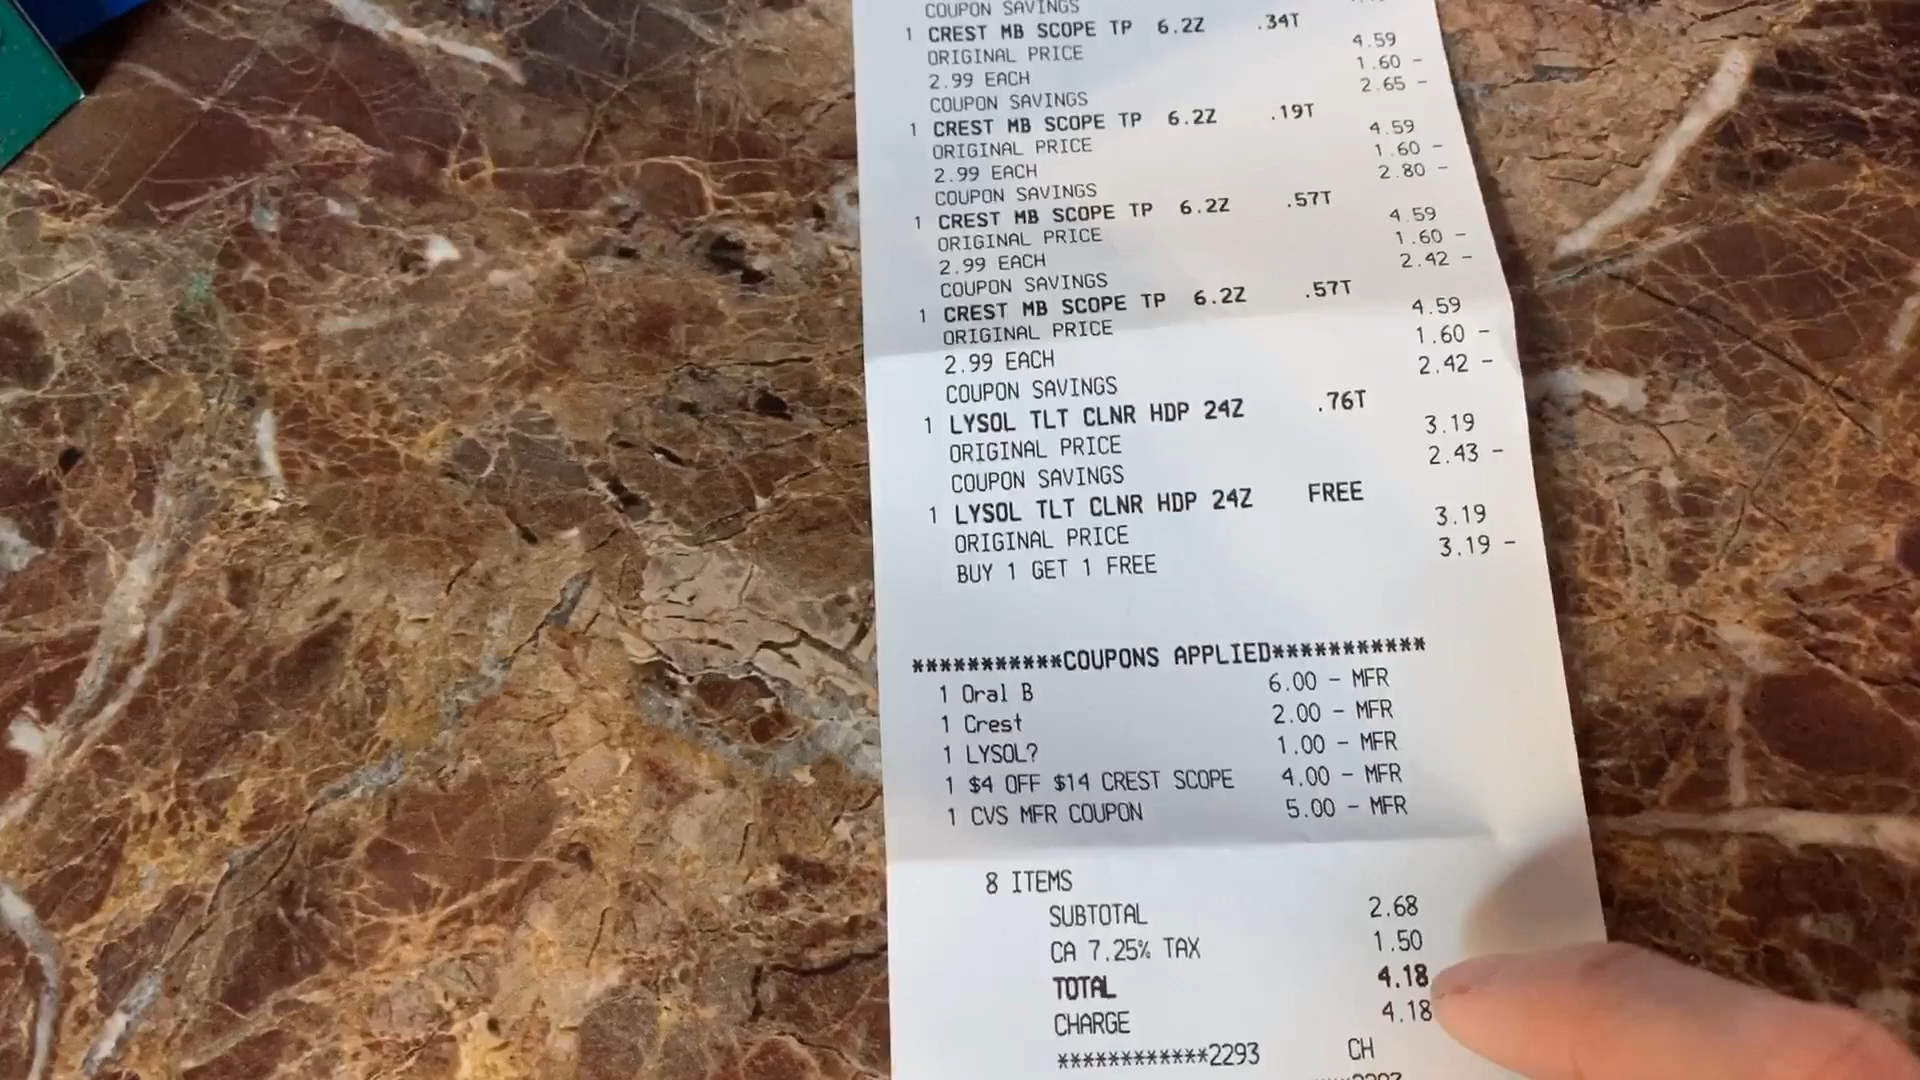 COUPON SAVINGS
1 CREST MB SCOPE TP 6.2Z .34T
ORIGINAL PRICE 4.59
2.99 EACH 1.60 -
COUPON SAVINGS 2.65 -
1 CREST MB SCOPE TP 6.2Z .19T
ORIGINAL PRICE 4.59
2.99 EACH 1.60 -
COUPON SAVINGS 2.80 -
1 CREST MB SCOPE TP 6.2Z .57T
ORIGINAL PRICE 4.59
2.99 EACH 1.60 -
COUPON SAVINGS 2.42 -
1 CREST MB SCOPE TP 6.2Z .57T
ORIGINAL PRICE 4.59
2.99 EACH 1.60 -
COUPON SAVINGS 2.42 -
1 LYSOL TLT CLNR HDP 24Z .76T
ORIGINAL PRICE 3.19
COUPON SAVINGS 2.43 -
1 LYSOL TLT CLNR HDP 24Z FREE
ORIGINAL PRICE 3.19
BUY 1 GET 1 FREE 3.19 -
***********COUPONS APPLIED***********
1 Oral B 6.00 - MFR
1 Crest 2.00 - MFR
1 LYSOL? 1.00 - MFR
1 $4 OFF $14 CREST SCOPE 4.00 - MFR
1 CVS MFR COUPON 5.00 - MFR
8 ITEMS
SUBTOTAL 2.68
CA 7.25% TAX 1.50
TOTAL 4.18
CHARGE 4.18
************2293 CH